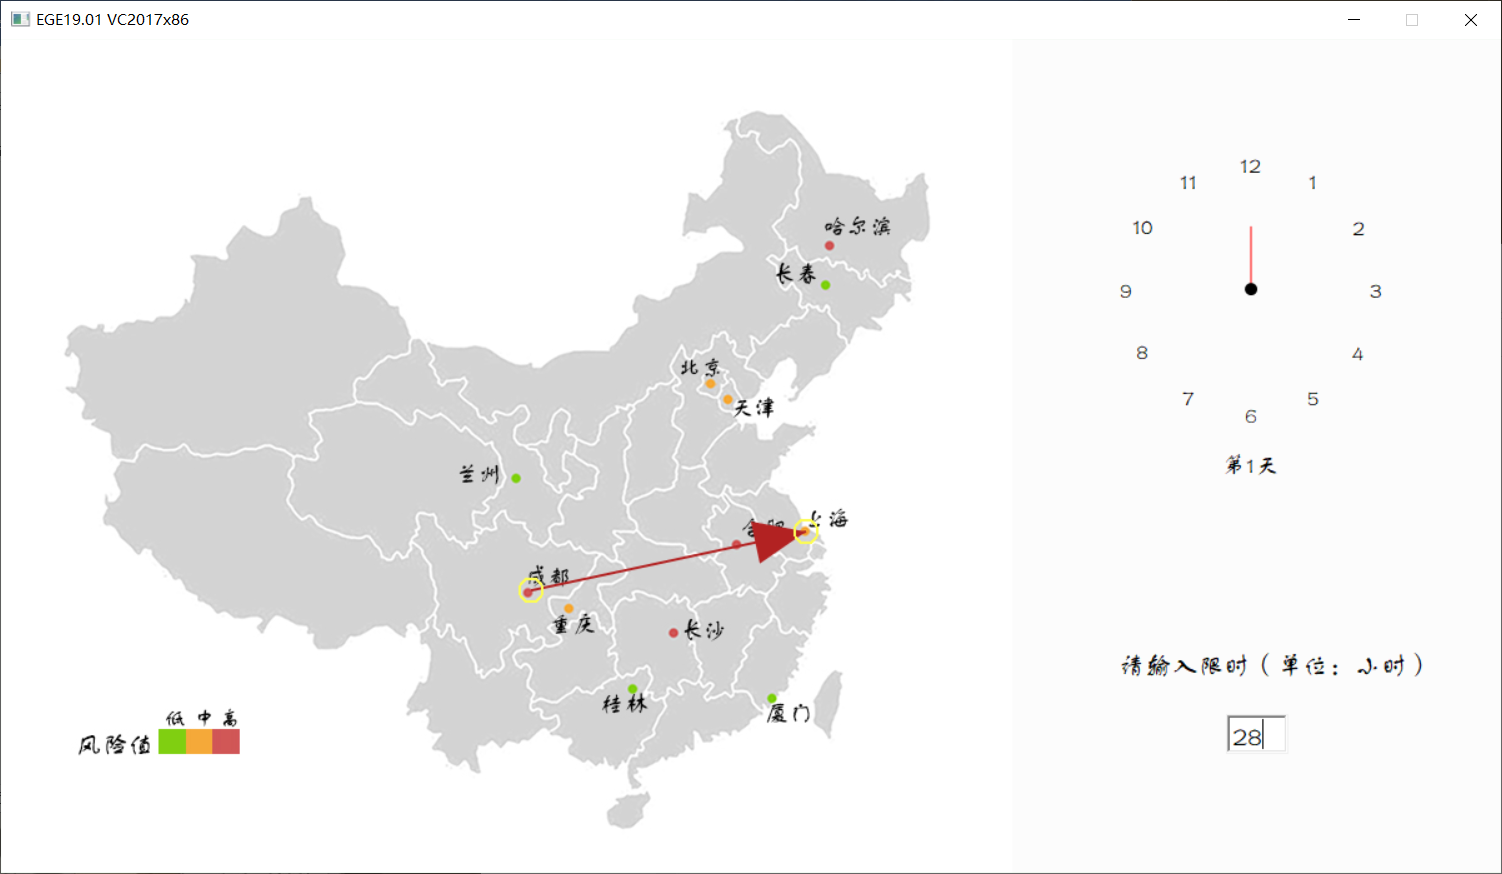 EGE19.01 VC2017x86
哈尔滨
长春
北京
天津
兰州
合肥
上海
成都
重庆
长沙
桂林
厦门
低 中 高
风险值
12
11
1
10
2
9
3
8
4
7
5
6
第1天
请输入限时（单位：小时）
28